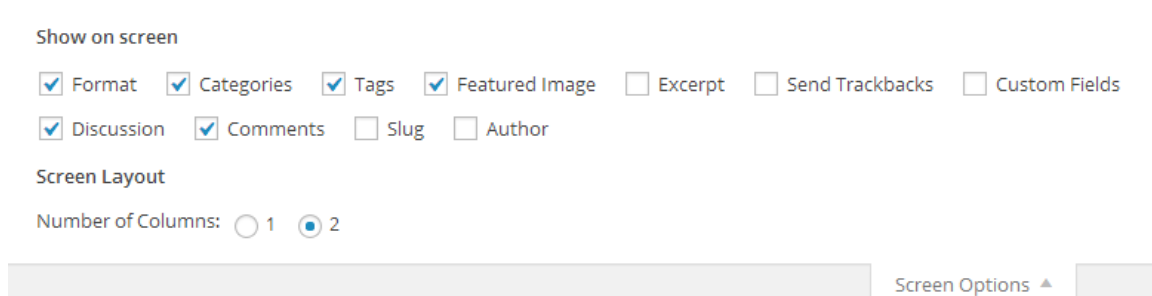 Show on screen
Format Categories Tags Featured Image Excerpt Send Trackbacks Custom Fields
Discussion Comments Slug Author
Screen Layout
Number of Columns: 1 2
Screen Options